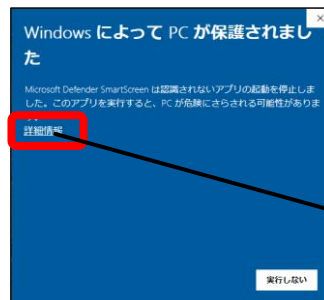 Windows によって PC が保護されまし
た
Microsoft Defender SmartScreen は認識されないアプリの起動を停止しま
した。このアプリを実行すると、PC が危険にさらされる可能性がありま
詳細情報
実行しない